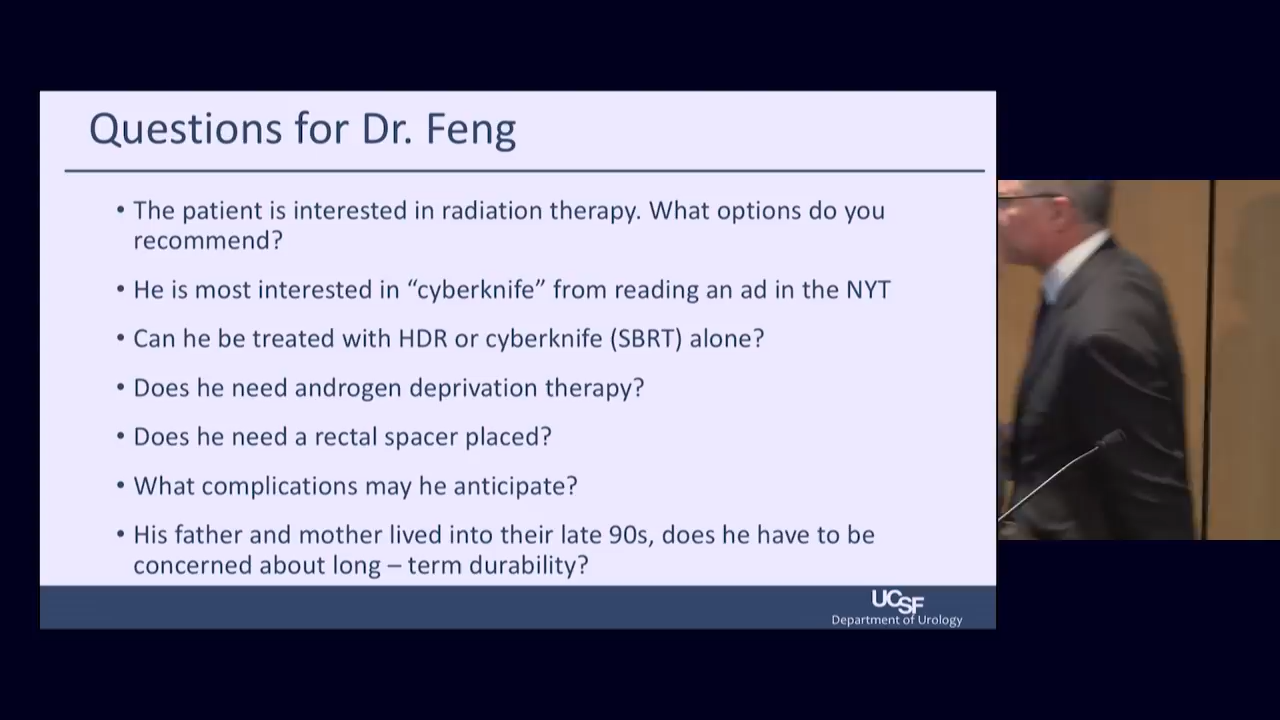 Questions for Dr. Feng
• The patient is interested in radiation therapy. What options do you
recommend?
• He is most interested in “cyberknife” from reading an ad in the NYT
• Can he be treated with HDR or cyberknife (SBRT) alone?
• Does he need androgen deprivation therapy?
• Does he need a rectal spacer placed?
• What complications may he anticipate?
• His father and mother lived into their late 90s, does he have to be
concerned about long – term durability?
UCSF
Department of Urology